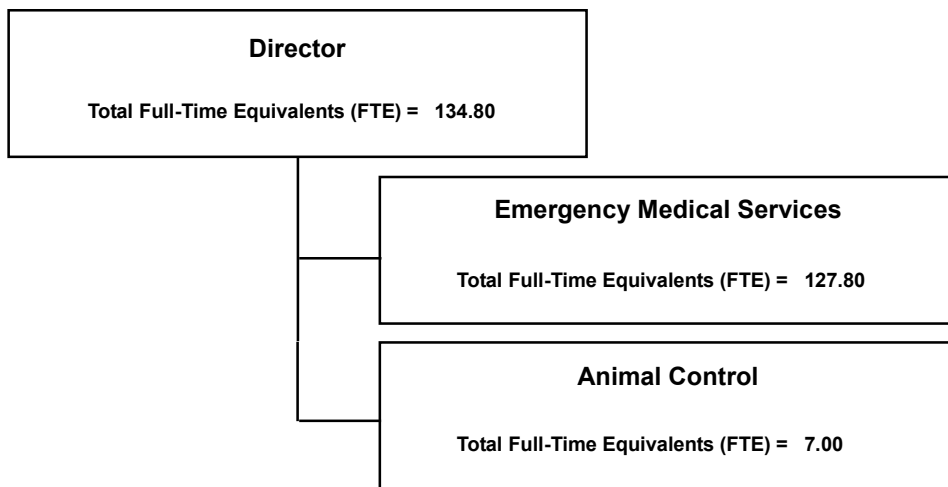 Director
Total Full-Time Equivalents (FTE) = 134.80
Emergency Medical Services
Total Full-Time Equivalents (FTE) = 127.80
Animal Control
Total Full-Time Equivalents (FTE) = 7.00